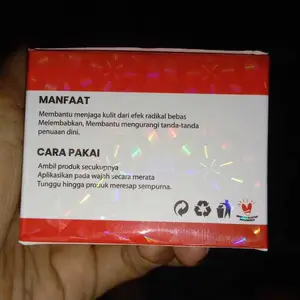 MANFAAT
Membantu menjaga kulit dari efek radikal bebas
Melembabkan, Membantu mengurangi tanda-tanda
penuaan dini.
CARA PAKAI
Ambil produk secukupnya
Aplikasikan pada wajah secara merata
Tunggu hingga produk meresap sempurna.